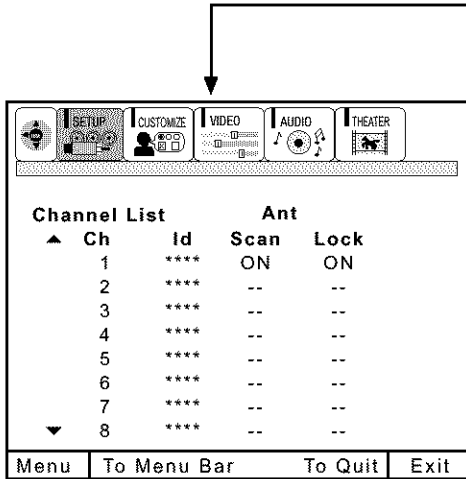 SETUP CUSTOMIZE VIDEO AUDIO THEATER
Channel List Ant
Ch Id Scan Lock
1 **** ON ON
2 **** -- --
3 **** -- --
4 **** -- --
5 **** -- --
6 **** -- --
7 **** -- --
8 **** -- --
Menu To Menu Bar To Quit Exit